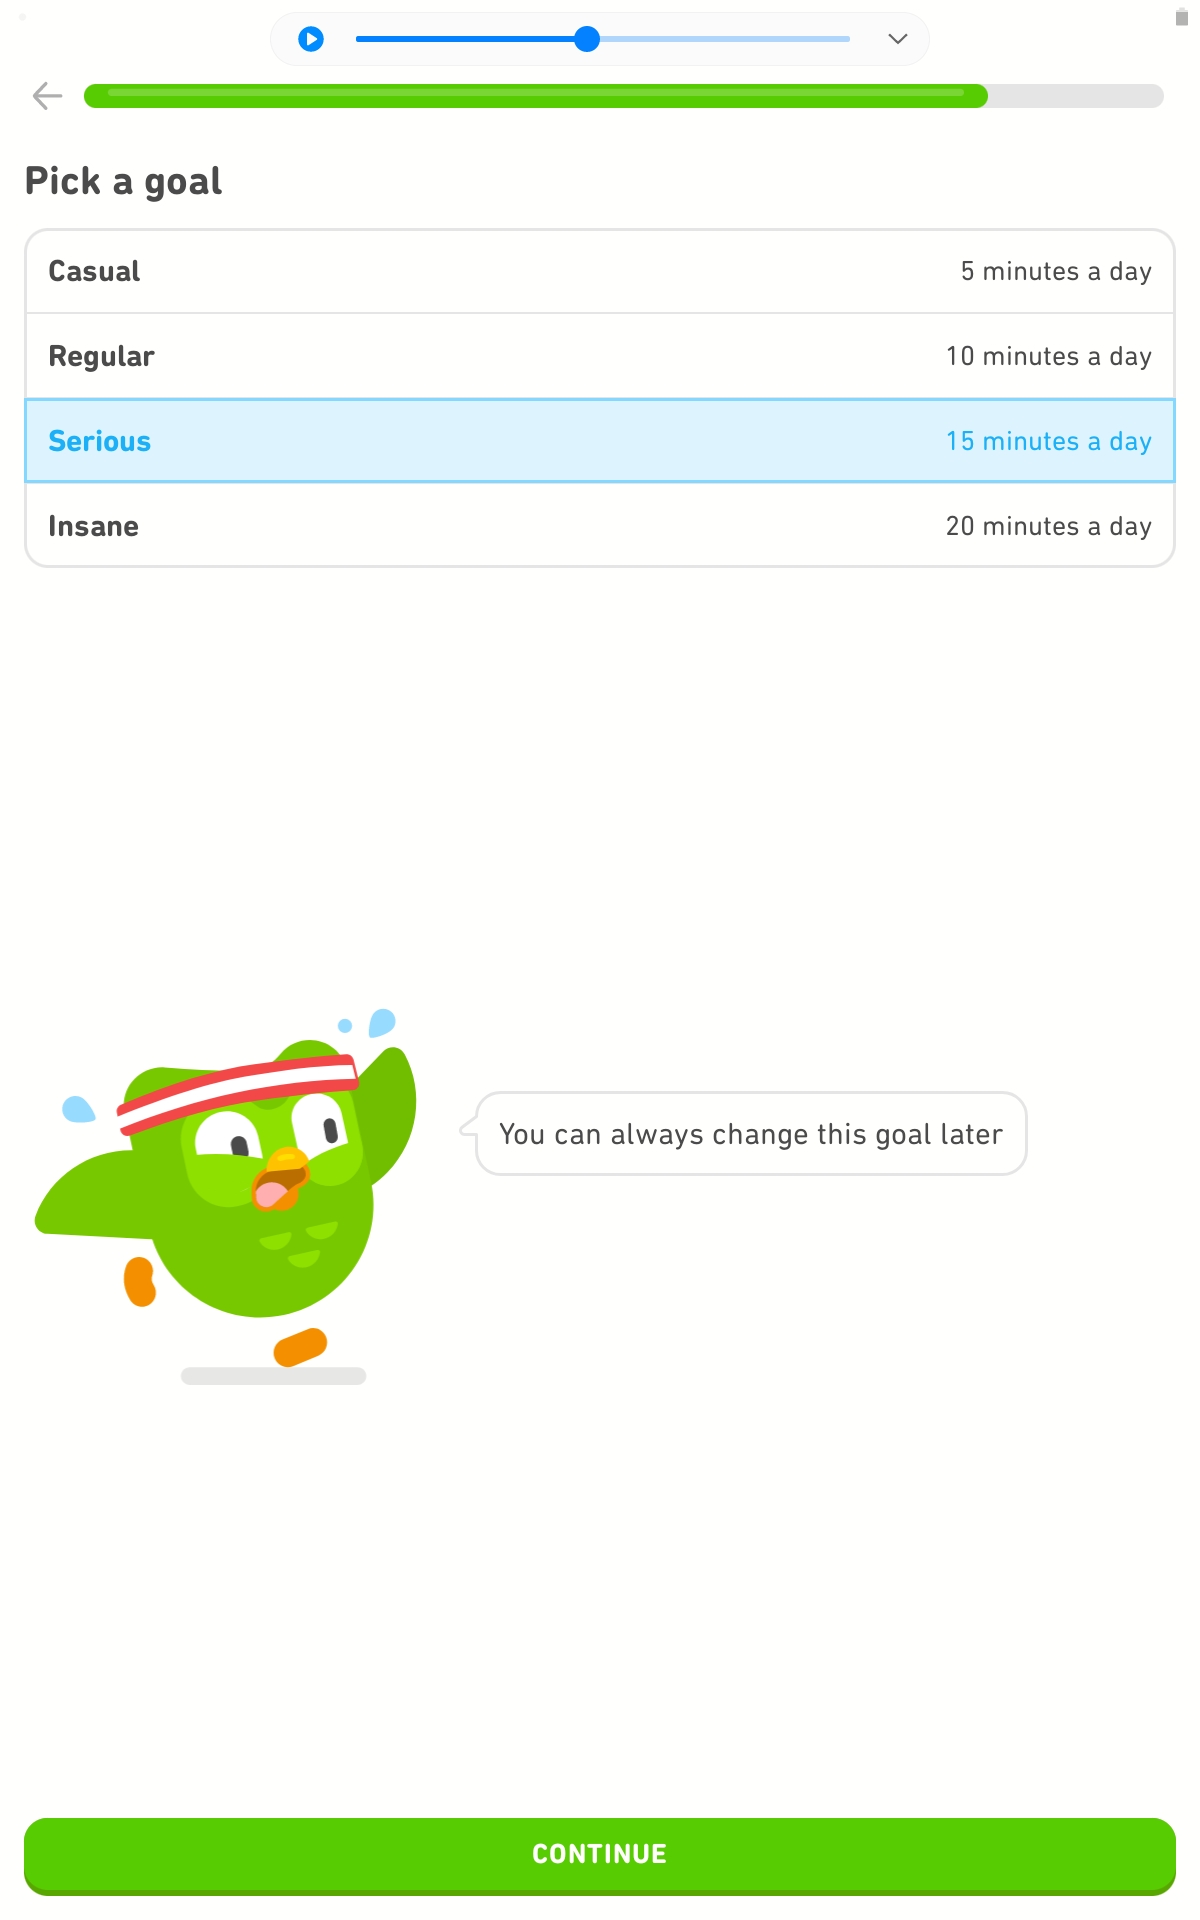 Pick a goal
Casual 5 minutes a day
Regular 10 minutes a day
Serious 15 minutes a day
Insane 20 minutes a day
You can always change this goal later
CONTINUE